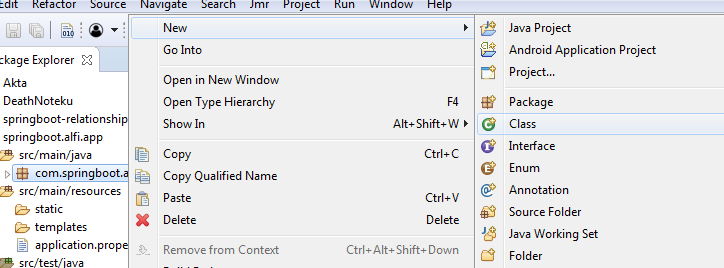 Edit Refactor Source Navigate Search Jmr Project Run Window Help
Package Explorer
Akta
DeathNoteku
springboot-relationship
springboot.alfi.app
src/main/java
com.springboot.a
src/main/resources
static
templates
application.prope
src/test/java
New
Go Into
Open in New Window
Open Type Hierarchy F4
Show In Alt+Shift+W
Copy Ctrl+C
Copy Qualified Name
Paste Ctrl+V
Delete Delete
Remove from Context Ctrl+Alt+Shift+Down
Java Project
Android Application Project
Project...
Package
Class
Interface
Enum
Annotation
Source Folder
Java Working Set
Folder